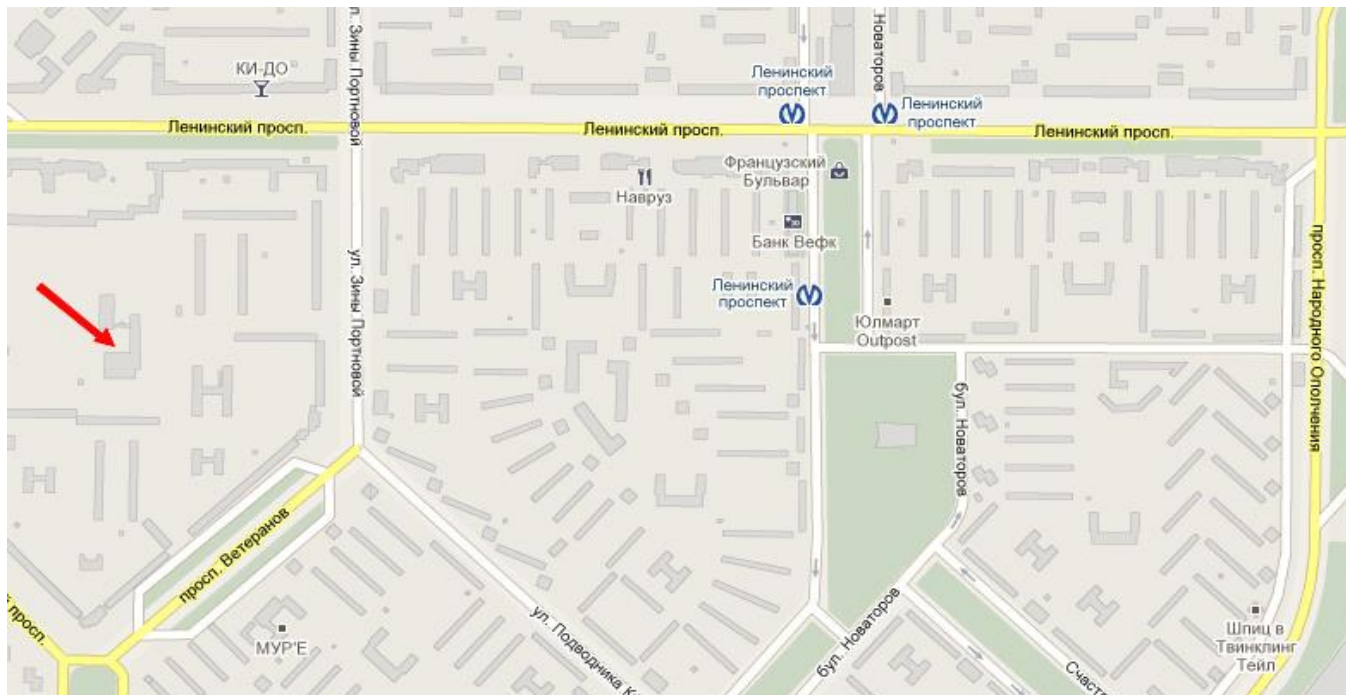 л. Зины Портновой
Новаторов
КИ-ДО
Ленинский
проспект
Ленинский
проспект
Ленинский просп.
Ленинский просп.
Ленинский просп.
Французский
Бульвар
Навруз
Банк Вефк
просп. Народного Ополчения
ул. Зины Портновой
Ленинский
проспект
Юлмарт
Outpost
бул. Новаторов
просп. Ветеранов
просп.
МУР'Е
ул. Подводника К
бул. Новаторов
Счаст
Шпиц в
Твинклинг
Тейл